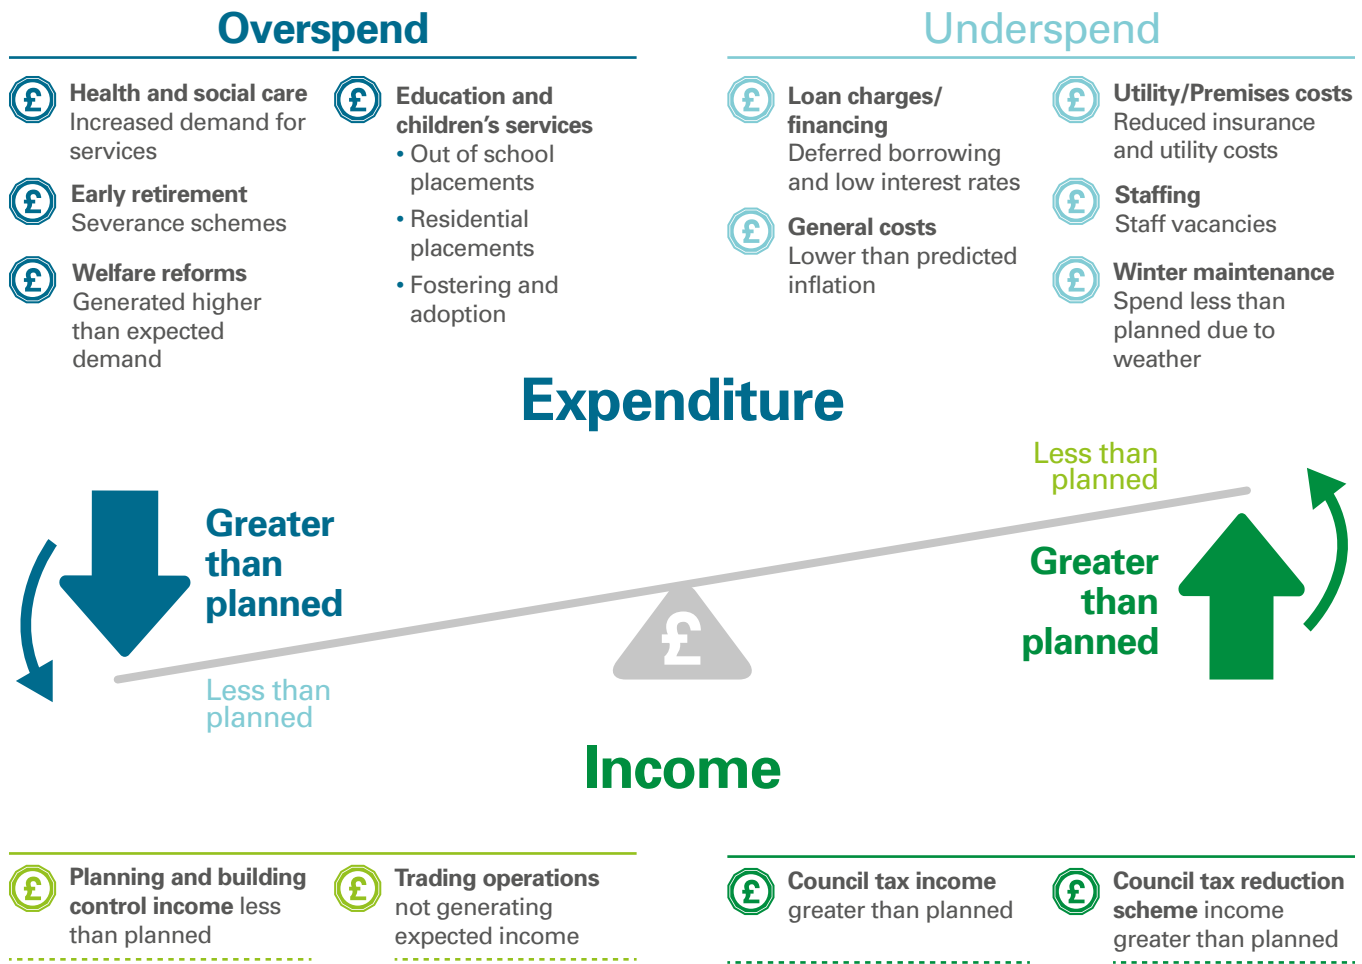 Overspend
£ Health and social care
Increased demand for
services
£ Early retirement
Severance schemes
£ Welfare reforms
Generated higher
than expected
demand
£ Education and
children's services
• Out of school
placements
• Residential
placements
• Fostering and
adoption
Underspend
£ Loan charges/
financing
Deferred borrowing
and low interest rates
£ General costs
Lower than predicted
inflation
£ Utility/Premises costs
Reduced insurance
and utility costs
£ Staffing
Staff vacancies
£ Winter maintenance
Spend less than
planned due to
weather
Expenditure
Greater
than
planned
Less than
planned
£
Less than
planned
Greater
than
planned
Income
£ Planning and building
control income less
than planned
£ Trading operations
not generating
expected income
£ Council tax income
greater than planned
£ Council tax reduction
scheme income
greater than planned